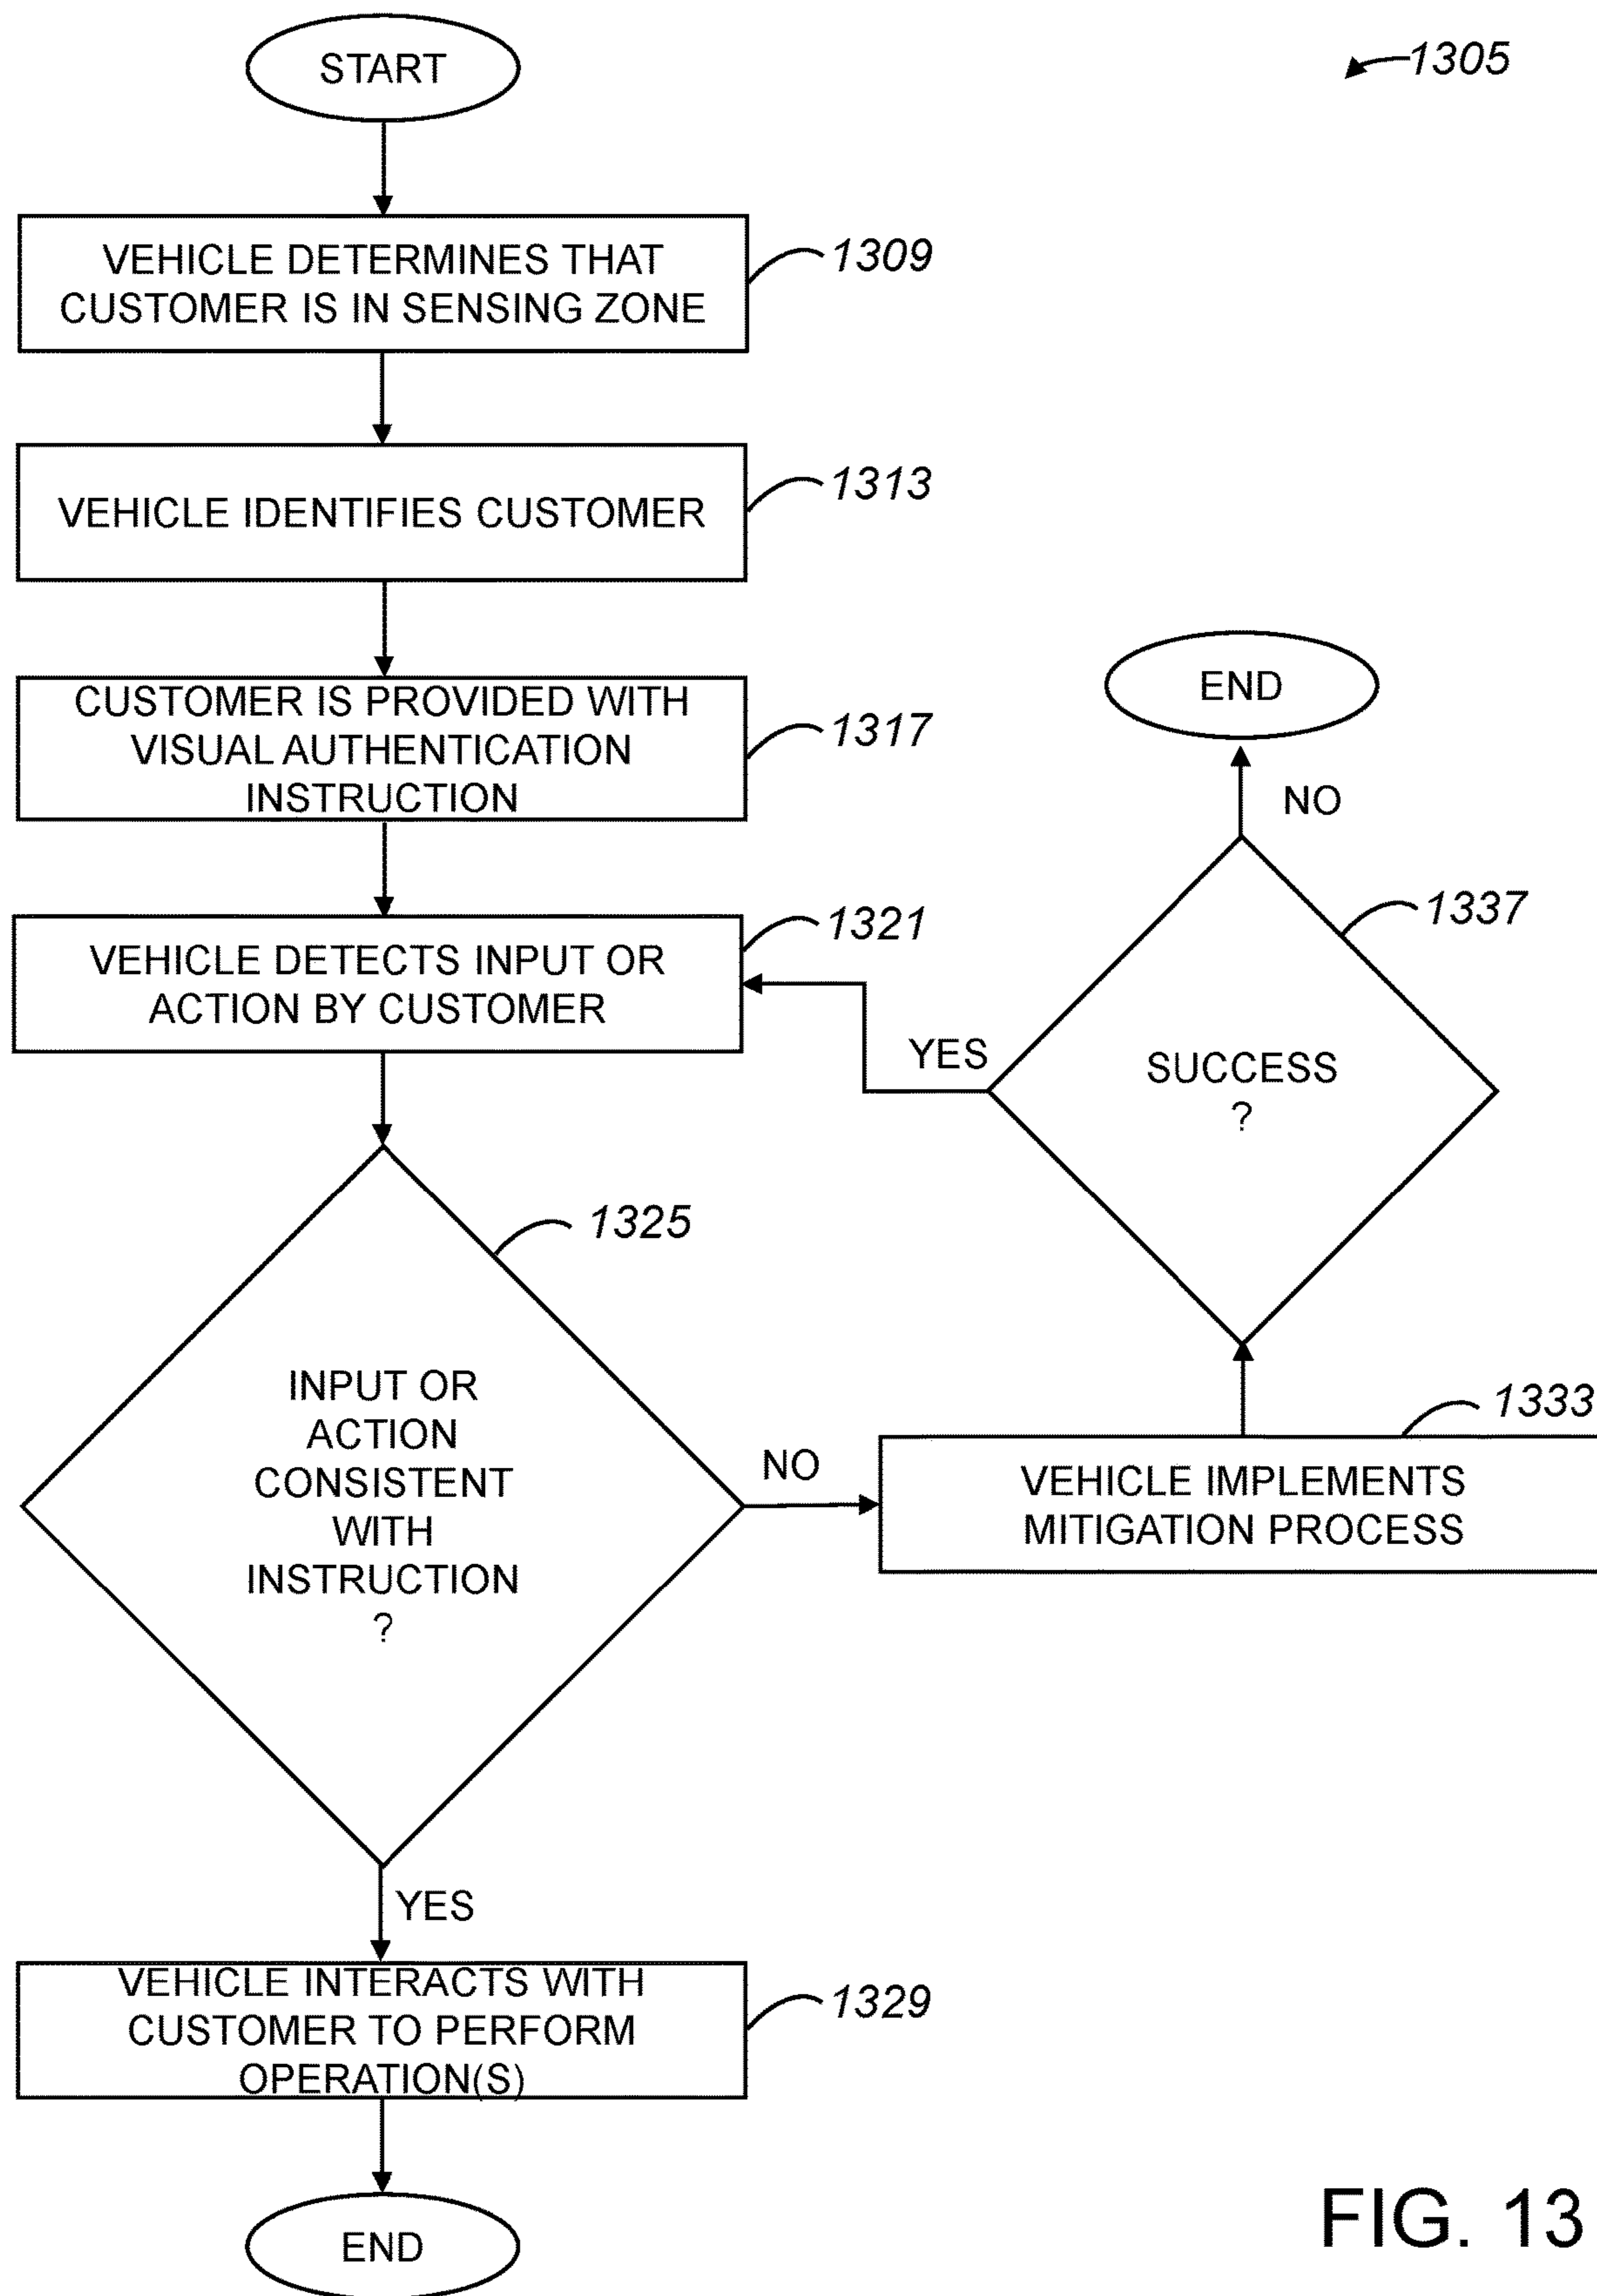 START
1305
VEHICLE DETERMINES THAT
CUSTOMER IS IN SENSING ZONE
1309
VEHICLE IDENTIFIES CUSTOMER
1313
CUSTOMER IS PROVIDED WITH
VISUAL AUTHENTICATION
INSTRUCTION
1317
END
NO
1337
SUCCESS
?
YES
VEHICLE DETECTS INPUT OR
ACTION BY CUSTOMER
1321
1325
INPUT OR
ACTION
CONSISTENT
WITH
INSTRUCTION
?
NO
1333
VEHICLE IMPLEMENTS
MITIGATION PROCESS
YES
VEHICLE INTERACTS WITH
CUSTOMER TO PERFORM
OPERATION(S)
1329
END
FIG. 13